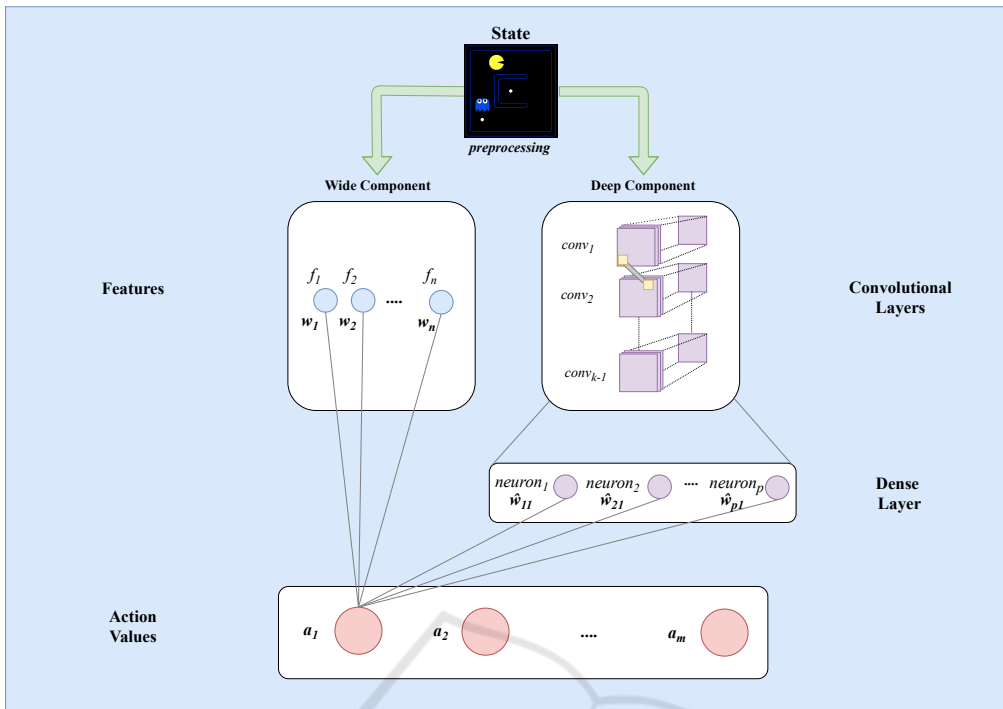 State
preprocessing
Wide Component
Deep Component
Features
f1 f2 .... fn
w1 w2 wn
conv1
conv2
convk-1
Convolutional
Layers
neuron1 neuron2 .... neuronp
ŵ11 ŵ21 ŵp1
Dense
Layer
Action
Values
a1 a2 .... am